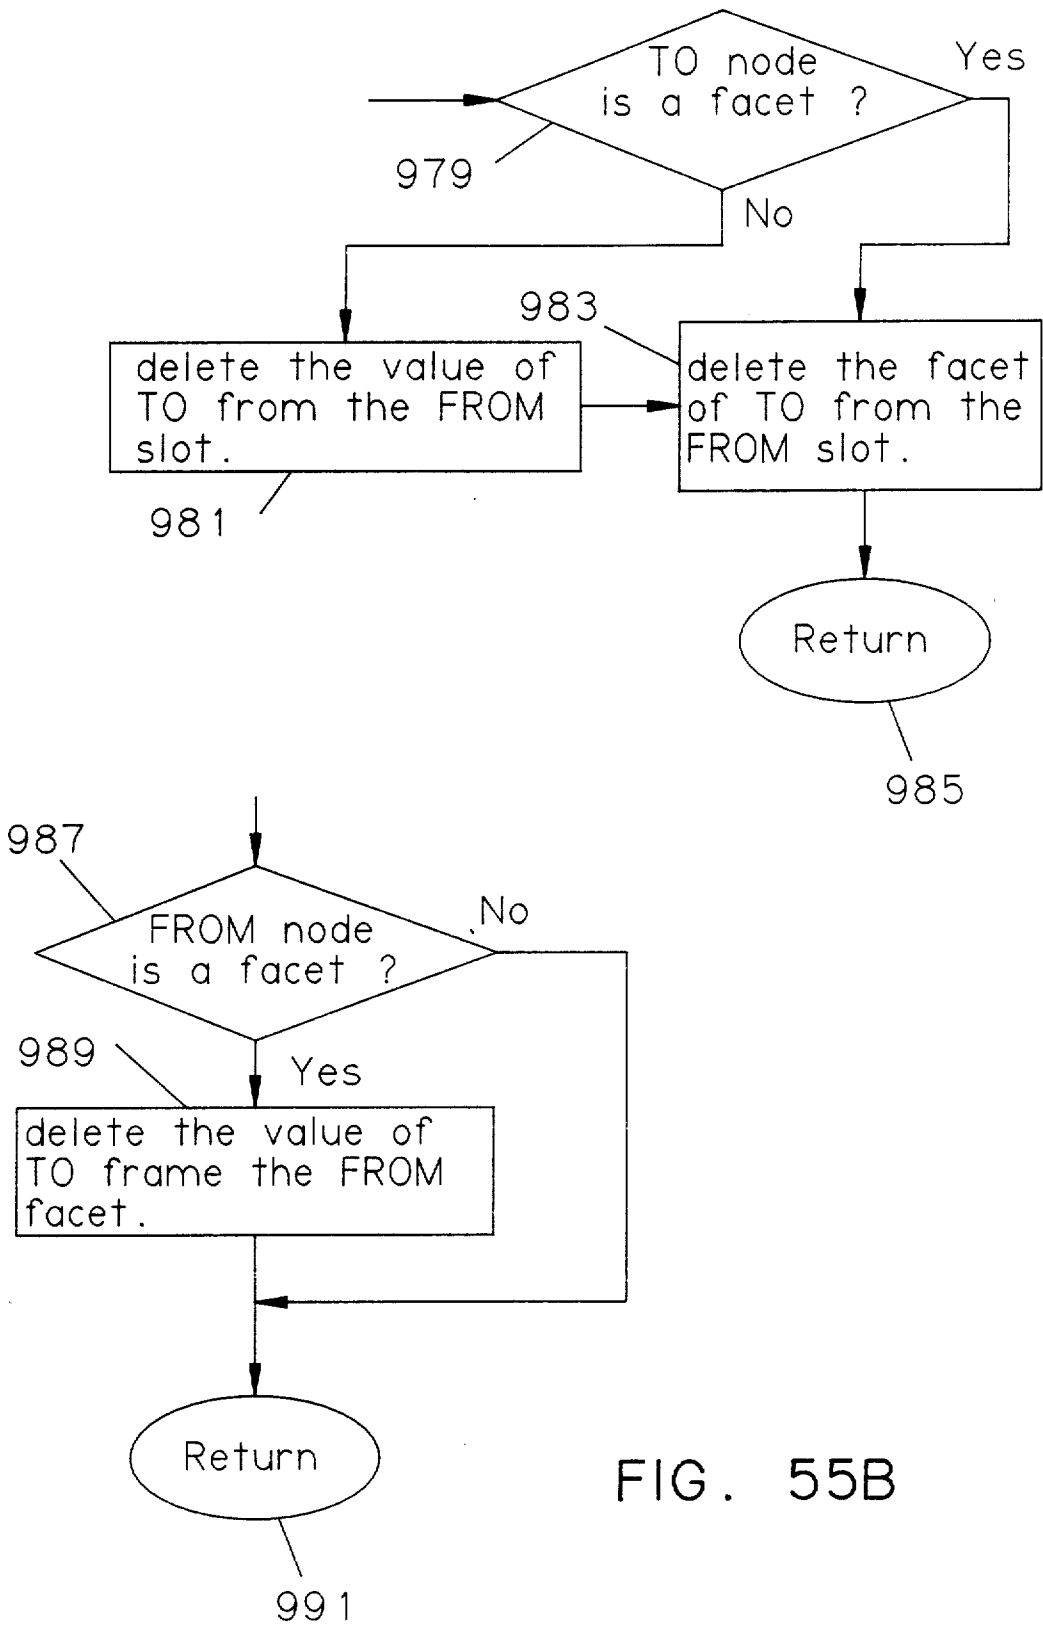 TO node
is a facet ?
Yes
979
No
983
delete the value of
TO from the FROM
slot.
981
delete the facet
of TO from the
FROM slot.
Return
985
987
FROM node
is a facet ?
No
989
Yes
delete the value of
TO frame the FROM
facet.
Return
991
FIG. 55B